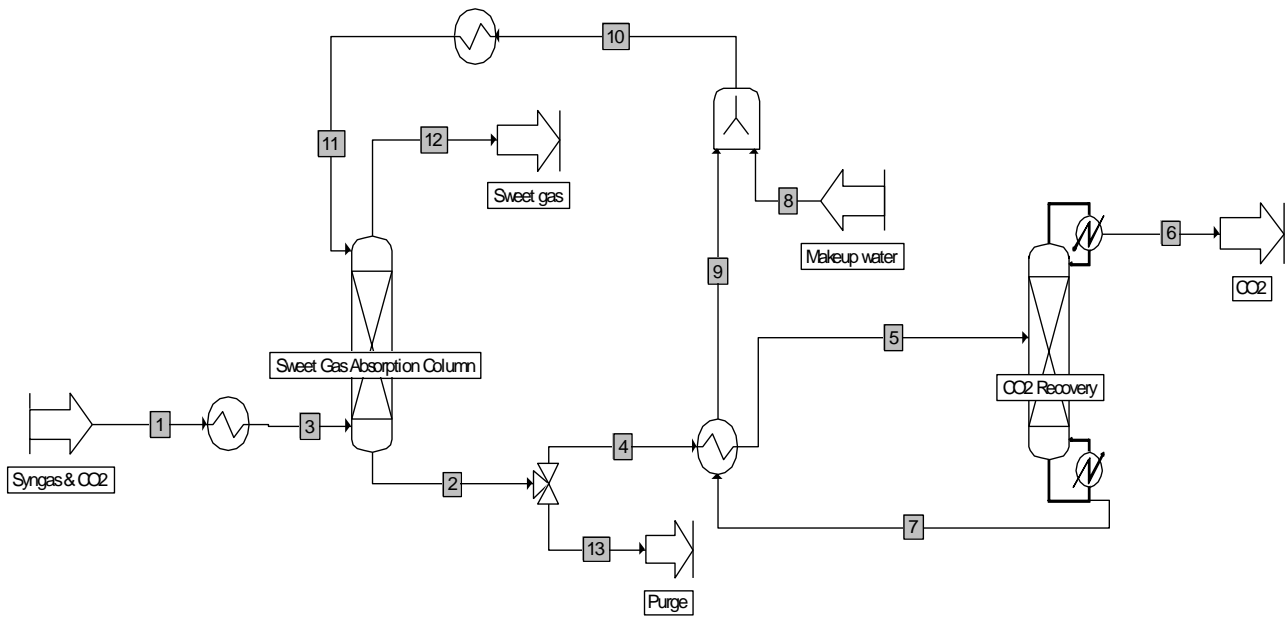 10
11
12
Sweet gas
8
Makeup water
6
CO2
9
5
Sweet Gas Absorption Column
CO2 Recovery
1
3
4
Syngas & CO2
2
7
13
Purge